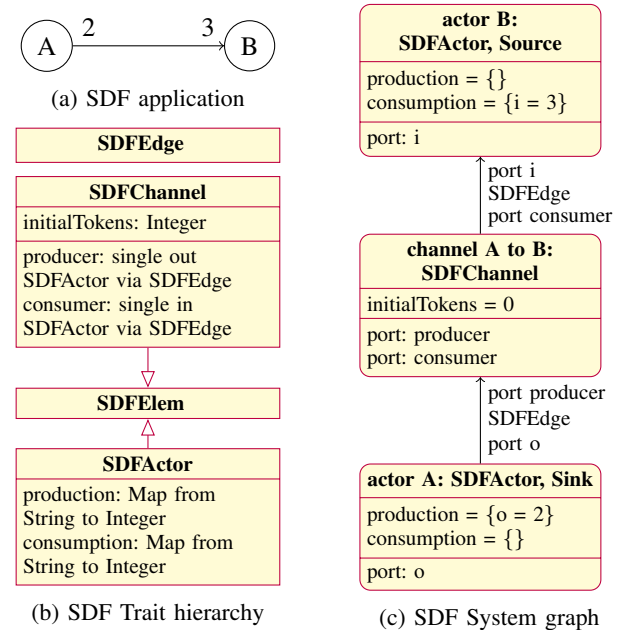 A
2
3
B
(a) SDF application
SDFEdge
SDFChannel
initialTokens: Integer
producer: single out
SDFActor via SDFEdge
consumer: single in
SDFActor via SDFEdge
SDFElem
SDFActor
production: Map from
String to Integer
consumption: Map from
String to Integer
(b) SDF Trait hierarchy
actor B:
SDFActor, Source
production = {}
consumption = {i = 3}
port: i
port i
SDFEdge
port consumer
channel A to B:
SDFChannel
initialTokens = 0
port: producer
port: consumer
port producer
SDFEdge
port o
actor A: SDFActor, Sink
production = {o = 2}
consumption = {}
port: o
(c) SDF System graph